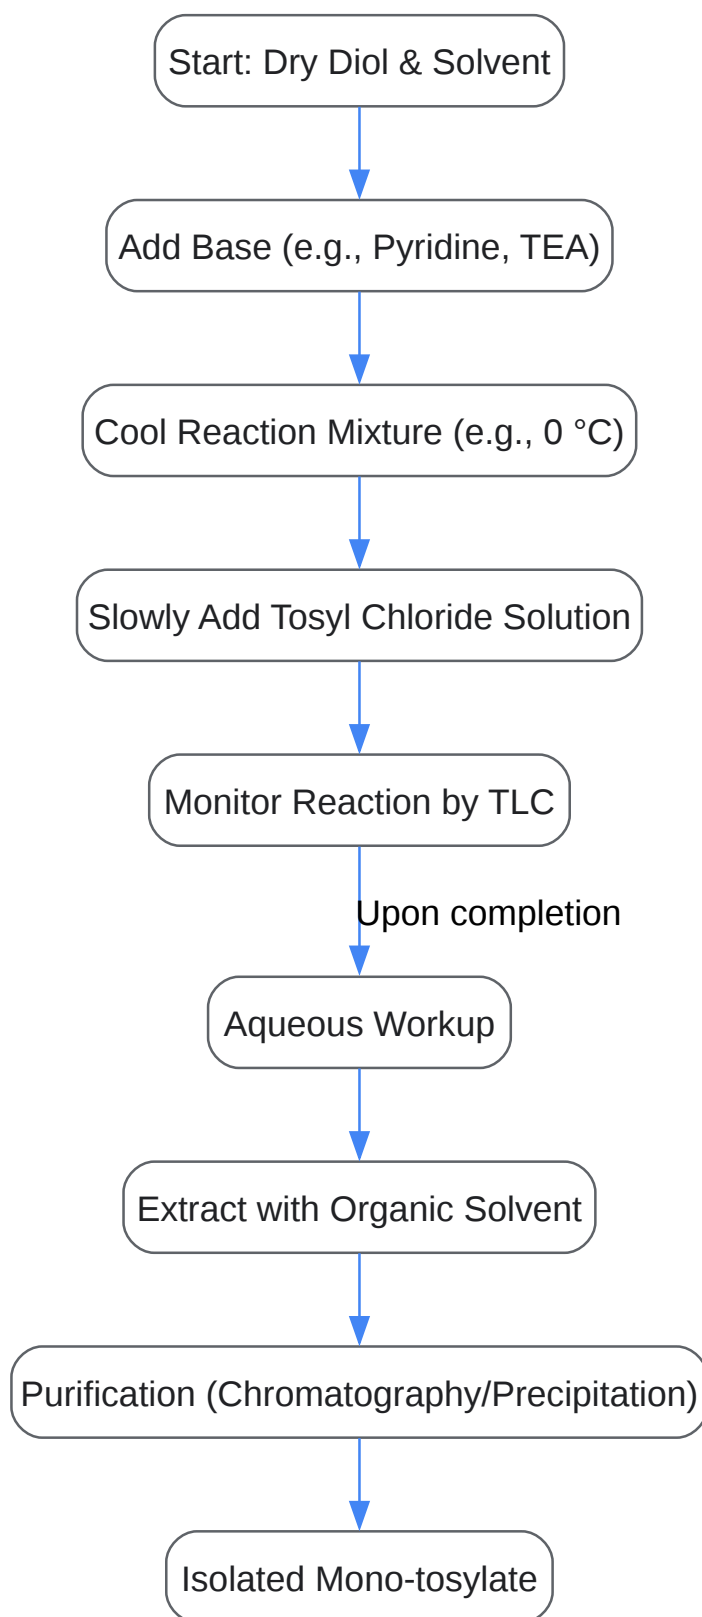 Start: Dry Diol & Solvent
Add Base (e.g., Pyridine, TEA)
Cool Reaction Mixture (e.g., 0 °C)
Slowly Add Tosyl Chloride Solution
Monitor Reaction by TLC
Upon completion
Aqueous Workup
Extract with Organic Solvent
Purification (Chromatography/Precipitation)
Isolated Mono-tosylate